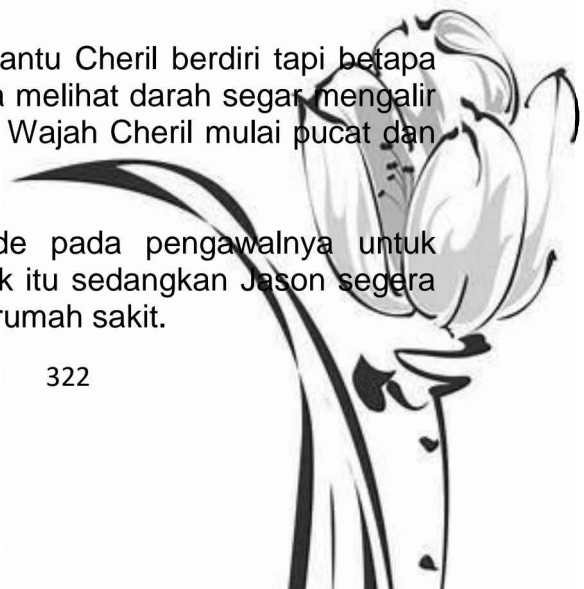 antu Cheril berdiri tapi betapa
melihat darah segar mengalir
Wajah Cheril mulai pucat dan
de pada pengawalnya untuk
k itu sedangkan Jason segera
rumah sakit.
322